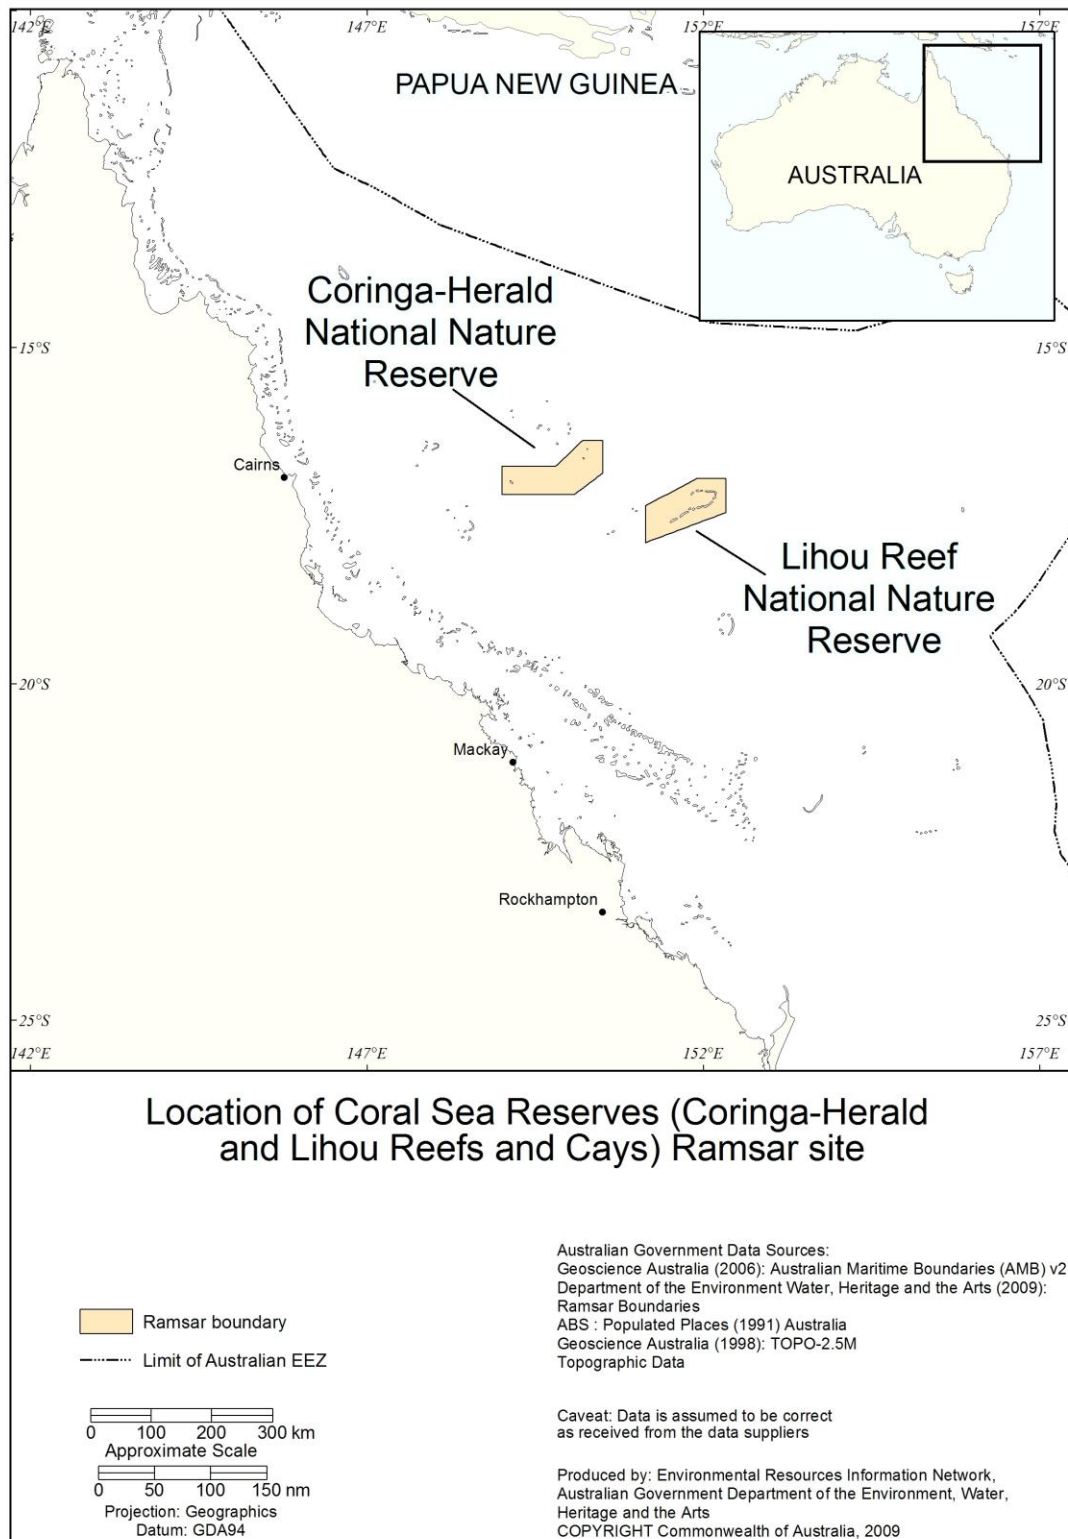 142°E
147°E
152°E
157°E
PAPUA NEW GUINEA
AUSTRALIA
Coringa-Herald
National Nature
Reserve
15°S
15°S
Cairns
Lihou Reef
National Nature
Reserve
20°S
20°S
Mackay
Rockhampton
25°S
25°S
142°E
147°E
152°E
157°E
Location of Coral Sea Reserves (Coringa-Herald
and Lihou Reefs and Cays) Ramsar site
Ramsar boundary
Limit of Australian EEZ
0 100 200 300 km
Approximate Scale
0 50 100 150 nm
Projection: Geographics
Datum: GDA94
Australian Government Data Sources:
Geoscience Australia (2006): Australian Maritime Boundaries (AMB) v2
Department of the Environment Water, Heritage and the Arts (2009):
Ramsar Boundaries
ABS : Populated Places (1991) Australia
Geoscience Australia (1998): TOPO-2.5M
Topographic Data
Caveat: Data is assumed to be correct
as received from the data suppliers
Produced by: Environmental Resources Information Network,
Australian Government Department of the Environment, Water,
Heritage and the Arts
COPYRIGHT Commonwealth of Australia, 2009